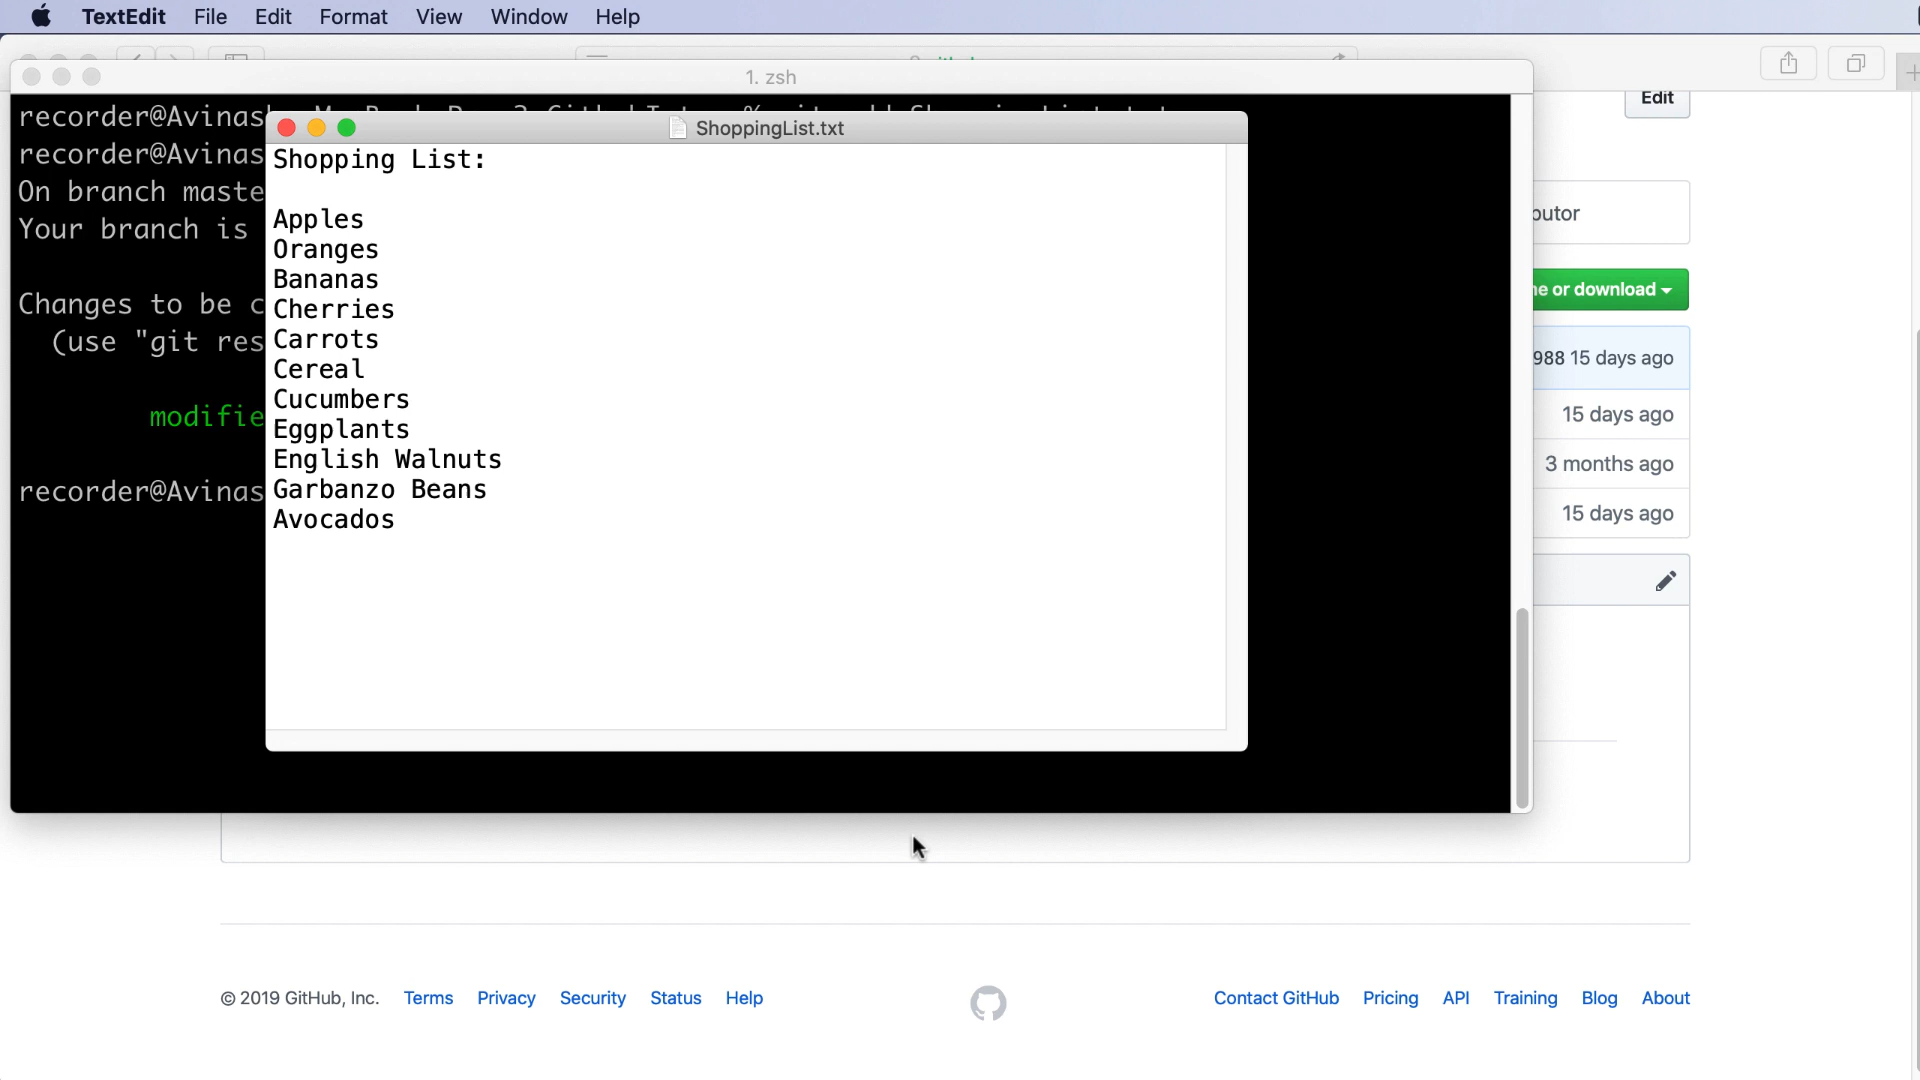 TextEdit File Edit Format View Window Help
1. zsh
Edit
recorder@Avinas
ShoppingList.txt
recorder@Avinas
Shopping List:
On branch maste
Your branch is
Apples
butor
Oranges
Bananas
ne or download
Changes to be c
Cherries
(use "git res
Carrots
988 15 days ago
Cereal
Cucumbers
modifie
15 days ago
Eggplants
English Walnuts
3 months ago
recorder@Avinas
Garbanzo Beans
Avocados
15 days ago
© 2019 GitHub, Inc. Terms Privacy Security Status Help
Contact GitHub Pricing API Training Blog About